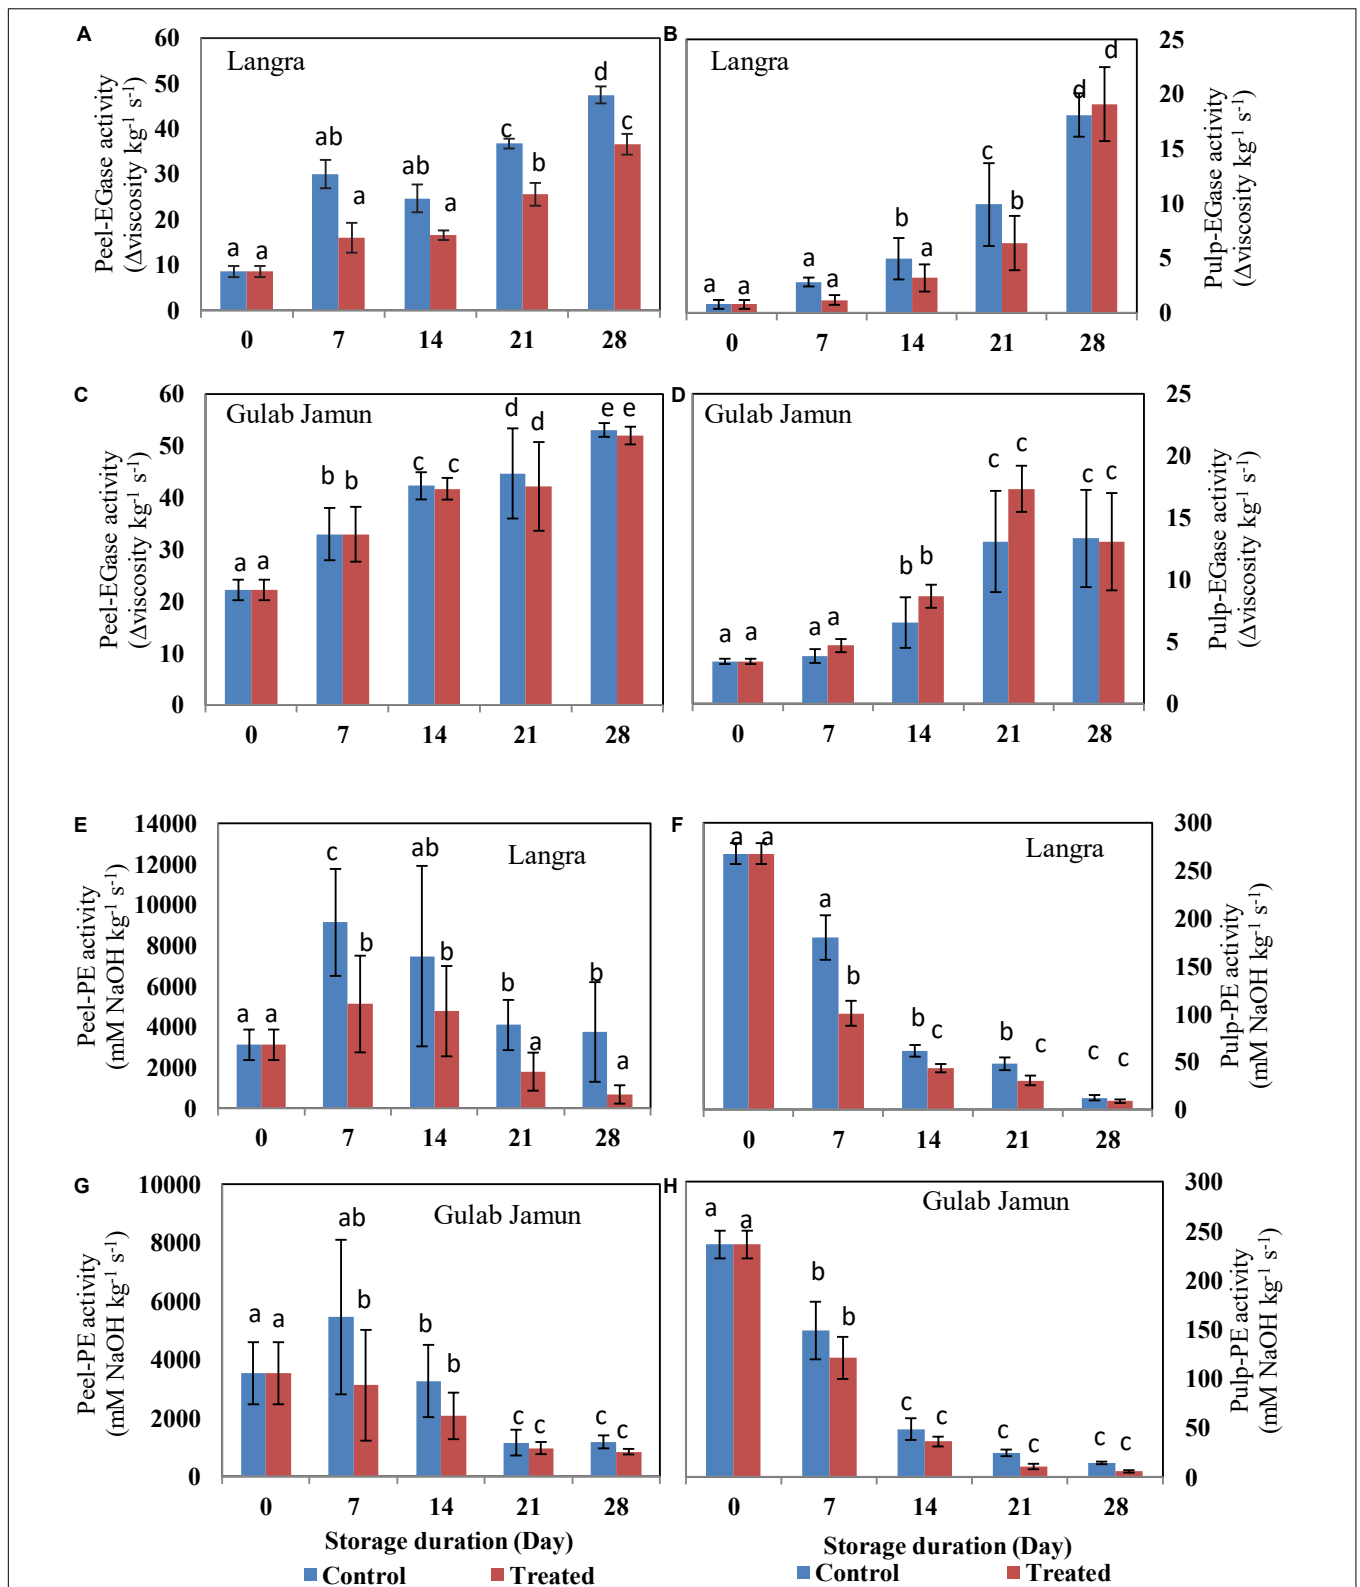 A
Peel-EGase activity
(Δviscosity kg⁻¹ s⁻¹)
60
50
40
30
20
10
0
Langra
a a
ab a
ab a
c b
d c
0 7 14 21 28
B
Langra
a a
a a
b a
c b
d d
25
20
15
10
5
0
Pulp-EGase activity
(Δviscosity kg⁻¹ s⁻¹)
0 7 14 21 28
C
Peel-EGase activity
(Δviscosity kg⁻¹ s⁻¹)
60
50
40
30
20
10
0
Gulab Jamun
a a
b b
c c
d d
e e
0 7 14 21 28
D
Gulab Jamun
a a
a a
b b
c c
c c
25
20
15
10
5
0
Pulp-EGase activity
(Δviscosity kg⁻¹ s⁻¹)
0 7 14 21 28
E
Peel-PE activity
(mM NaOH kg⁻¹ s⁻¹)
14000
12000
10000
8000
6000
4000
2000
0
Langra
a a
c b
ab b
b a
b a
0 7 14 21 28
F
Langra
a a
a b
b c
b c
c c
300
250
200
150
100
50
0
Pulp-PE activity
(mM NaOH kg⁻¹ s⁻¹)
0 7 14 21 28
G
Peel-PE activity
(mM NaOH kg⁻¹ s⁻¹)
10000
8000
6000
4000
2000
0
Gulab Jamun
a a
ab b
b b
c c
c c
0 7 14 21 28
Storage duration (Day)
Control Treated
H
Gulab Jamun
a a
b b
c c
c c
c c
300
250
200
150
100
50
0
Pulp-PE activity
(mM NaOH kg⁻¹ s⁻¹)
0 7 14 21 28
Storage duration (Day)
Control Treated